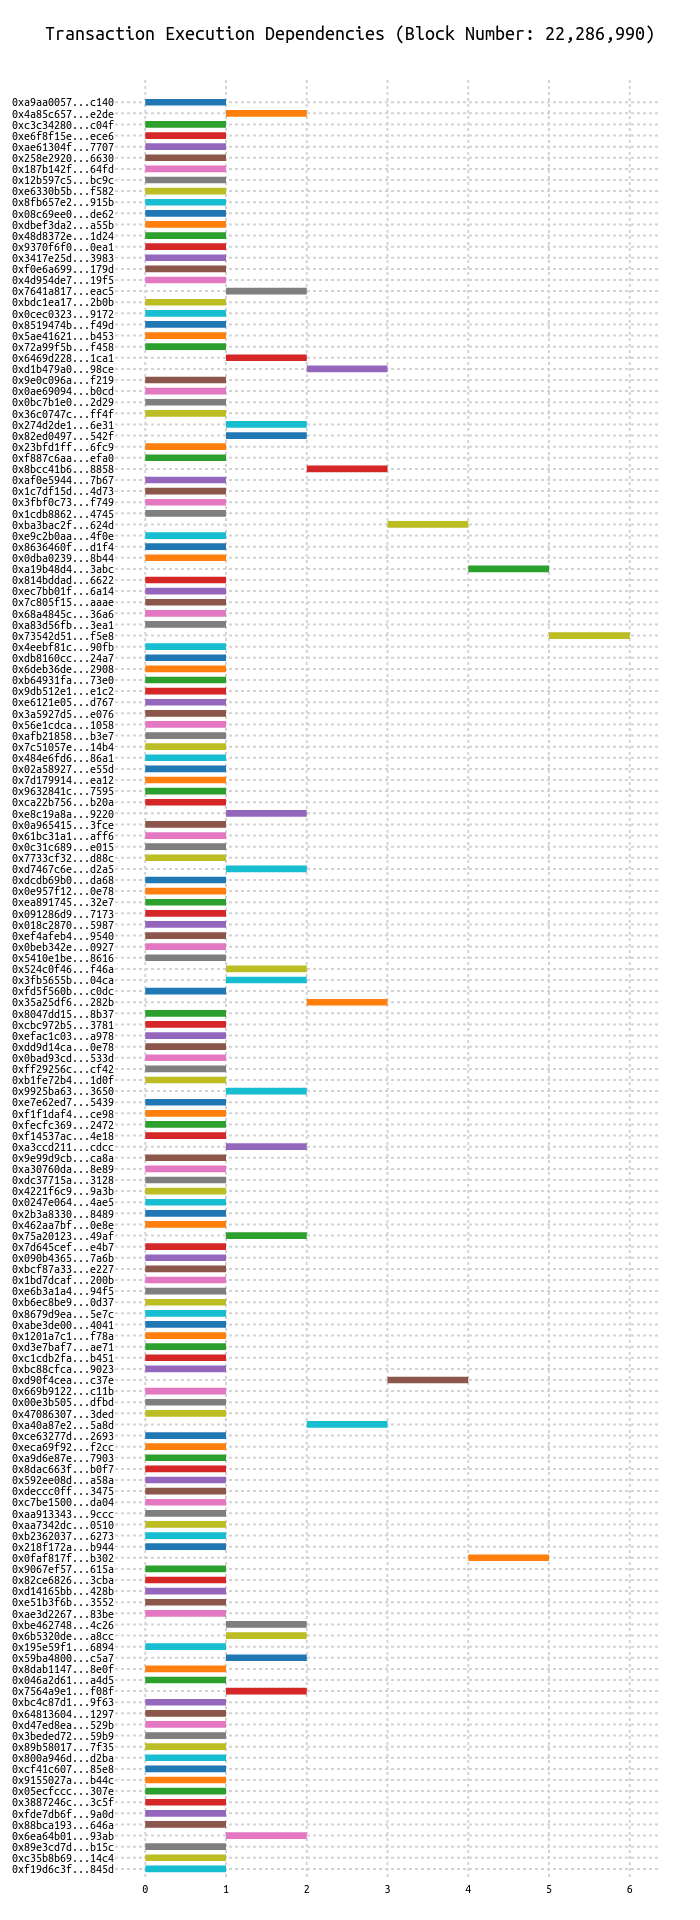 Transaction Execution Dependencies (Block Number: 22,286,990)
0xa9aa0057...c140
0x4a85c657...e2de
0xc3c34280...c04f
0xe6f8f15e...ece6
0xae61304f...7707
0x258e2920...6630
0x187b142f...64fd
0x12b597c5...bc9c
0xe6330b5b...f582
0x8fb657e2...915b
0x08c69ee0...de62
0xdbef3da2...a55b
0x48d8372e...1d24
0x9370f6f0...0ea1
0x3417e25d...3983
0xf0e6a699...179d
0x4d954de7...19f5
0x7641a817...eac5
0xbdc1ea17...2b0b
0x0cec0323...9172
0x8519474b...f49d
0x5ae41621...b453
0x72a99f5b...f458
0x6469d228...1ca1
0xd1b479a0...98ce
0x9e0c096a...f219
0x0ae69094...b0cd
0x0bc7b1e0...2d29
0x36c0747c...ff4f
0x274d2de1...6e31
0x82ed0497...542f
0x23bfd1ff...6fc9
0xf887c6aa...efa0
0x8bcc41b6...8858
0xaf0e5944...7b67
0x1c7df15d...4d73
0x3fbf0c73...f749
0x1cdb8862...4745
0xba3bac2f...624d
0xe9c2b0aa...4f0e
0x8636460f...d1f4
0x0dba0239...8b44
0xa19b48d4...3abc
0x814bddad...6622
0xec7bb01f...6a14
0x7c805f15...aaae
0x68a4845c...36a6
0xa83d56fb...3ea1
0x73542d51...f5e8
0x4eebf81c...90fb
0xdb8160cc...24a7
0x6deb36de...2908
0xb64931fa...73e0
0x9db512e1...e1c2
0xe6121e05...d767
0x3a5927d5...e076
0x56e1cdca...1058
0xafb21858...b3e7
0x7c51057e...14b4
0x484e6fd6...86a1
0x02a58927...e55d
0x7d179914...ea12
0x9632841c...7595
0xca22b756...b20a
0xe8c19a8a...9220
0x0a965415...3fce
0x61bc31a1...aff6
0x0c31c689...e015
0x7733cf32...d88c
0xd7467c6e...d2a5
0xdcdb69b0...da68
0x0e957f12...0e78
0xea891745...32e7
0x091286d9...7173
0x018c2870...5987
0xef4afeb4...9540
0x0beb342e...0927
0x5410e1be...8616
0x524c0f46...f46a
0x3fb5655b...04ca
0xfd5f560b...c0dc
0x35a25df6...282b
0x8047dd15...8b37
0xcbc972b5...3781
0xefac1c03...a978
0xdd9d14ca...0e78
0x0bad93cd...533d
0xff29256c...cf42
0xb1fe72b4...1d0f
0x9925ba63...3650
0xe7e62ed7...5439
0xf1f1daf4...ce98
0xfecfc369...2472
0xf14537ac...4e18
0xa3ccd211...cdcc
0x9e99d9cb...ca8a
0xa30760da...8e89
0xdc37715a...3128
0x4221f6c9...9a3b
0x0247e064...4ae5
0x2b3a8330...8489
0x462aa7bf...0e8e
0x75a20123...49af
0x7d645cef...e4b7
0x090b4365...7a6b
0xbcf87a33...e227
0x1bd7dcaf...200b
0xe6b3a1a4...94f5
0xb6ec8be9...0d37
0x8679d9ea...5e7c
0xabe3de00...4041
0x1201a7c1...f78a
0xd3e7baf7...ae71
0xc1cdb2fa...b451
0xbc88cfca...9023
0xd90f4cea...c37e
0x669b9122...c11b
0x00e3b505...dfbd
0x47086307...3ded
0xa40a87e2...5a8d
0xce63277d...2693
0xeca69f92...f2cc
0xa9d6e87e...7903
0x8dac663f...b0f7
0x592ee08d...a58a
0xdeccc0ff...3475
0xc7be1500...da04
0xaa913343...9ccc
0xaa7342dc...0510
0xb2362037...6273
0x218f172a...b944
0x0faf817f...b302
0x9067ef57...615a
0x82ce6826...3cba
0xd14165bb...428b
0xe51b3f6b...3552
0xae3d2267...83be
0xbe462748...4c26
0x6b5320de...a8cc
0x195e59f1...6894
0x59ba4800...c5a7
0x8dab1147...8e0f
0x046a2d61...a4d5
0x7564a9e1...f08f
0xbc4c87d1...9f63
0x64813604...1297
0xd47ed8ea...529b
0x3beded72...59b9
0x89b58017...7f35
0x800a946d...d2ba
0xcf41c607...85e8
0x9155027a...b44c
0x05ecfccc...307e
0x3887246c...3c5f
0xfde7db6f...9a0d
0x88bca193...646a
0x6ea64b01...93ab
0x89e3cd7d...b15c
0xc35b8b69...14c4
0xf19d6c3f...845d
0 1 2 3 4 5 6